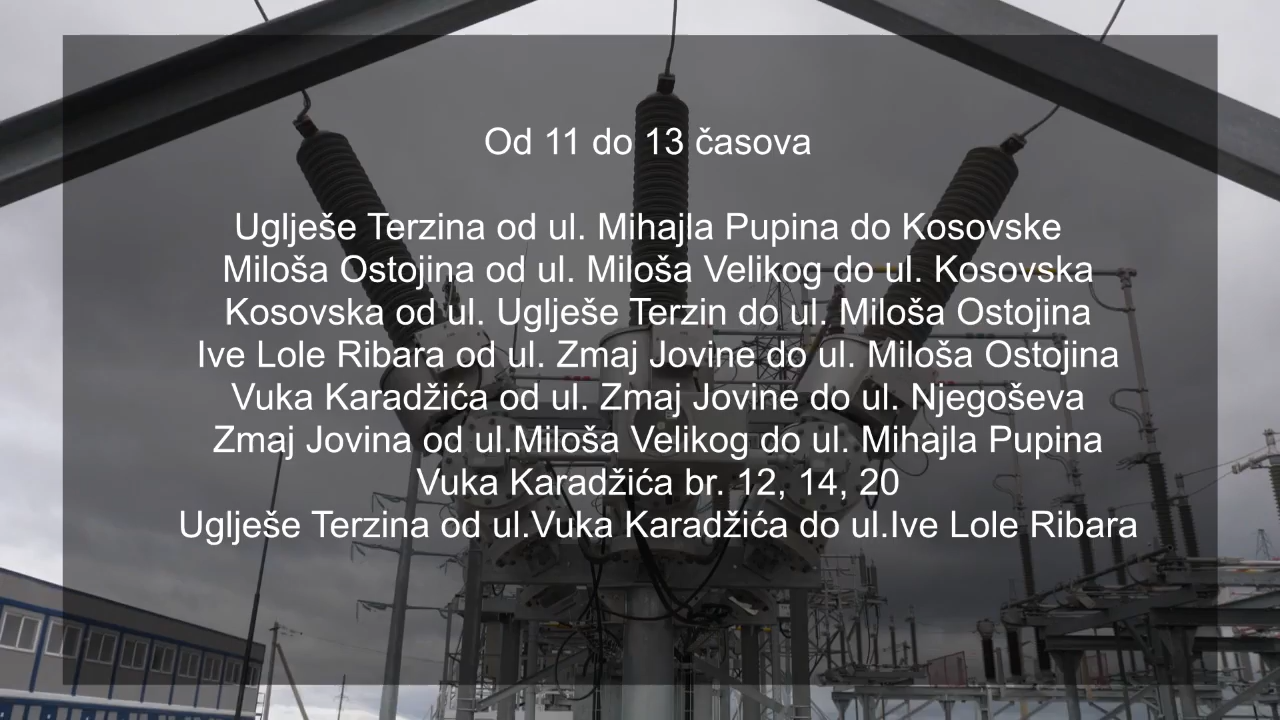 Od 11 do 13 časova
Uglješe Terzina od ul. Mihajla Pupina do Kosovske
Miloša Ostojina od ul. Miloša Velikog do ul. Kosovska
Kosovska od ul. Uglješe Terzin do ul. Miloša Ostojina
Ive Lole Ribara od ul. Zmaj Jovine do ul. Miloša Ostojina
Vuka Karadžića od ul. Zmaj Jovine do ul. Njegoševa
Zmaj Jovina od ul.Miloša Velikog do ul. Mihajla Pupina
Vuka Karadžića br. 12, 14, 20
Uglješe Terzina od ul.Vuka Karadžića do ul.Ive Lole Ribara